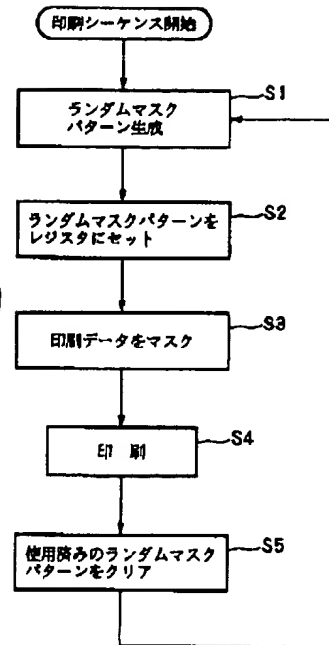 印刷シーケンス開始
S1
ランダムマスク
パターン生成
S2
ランダムマスクパターンを
レジスタにセット
S3
印刷データをマスク
S4
印 刷
S5
使用済みのランダムマスク
パターンをクリア